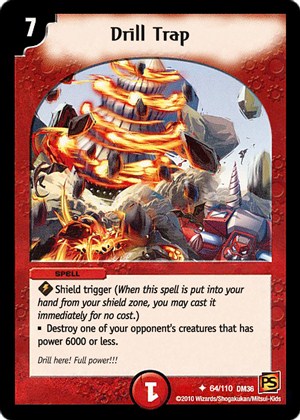 7
Drill Trap
SPELL
Shield trigger (When this spell is put into your
hand from your shield zone, you may cast it
immediately for no cost.)
▪ Destroy one of your opponent's creatures that has
power 6000 or less.
Drill here! Full power!!!
1
✦ 64/110 DM36
©2010 Wizards/Shogakukan/Mitsui-Kids
PS